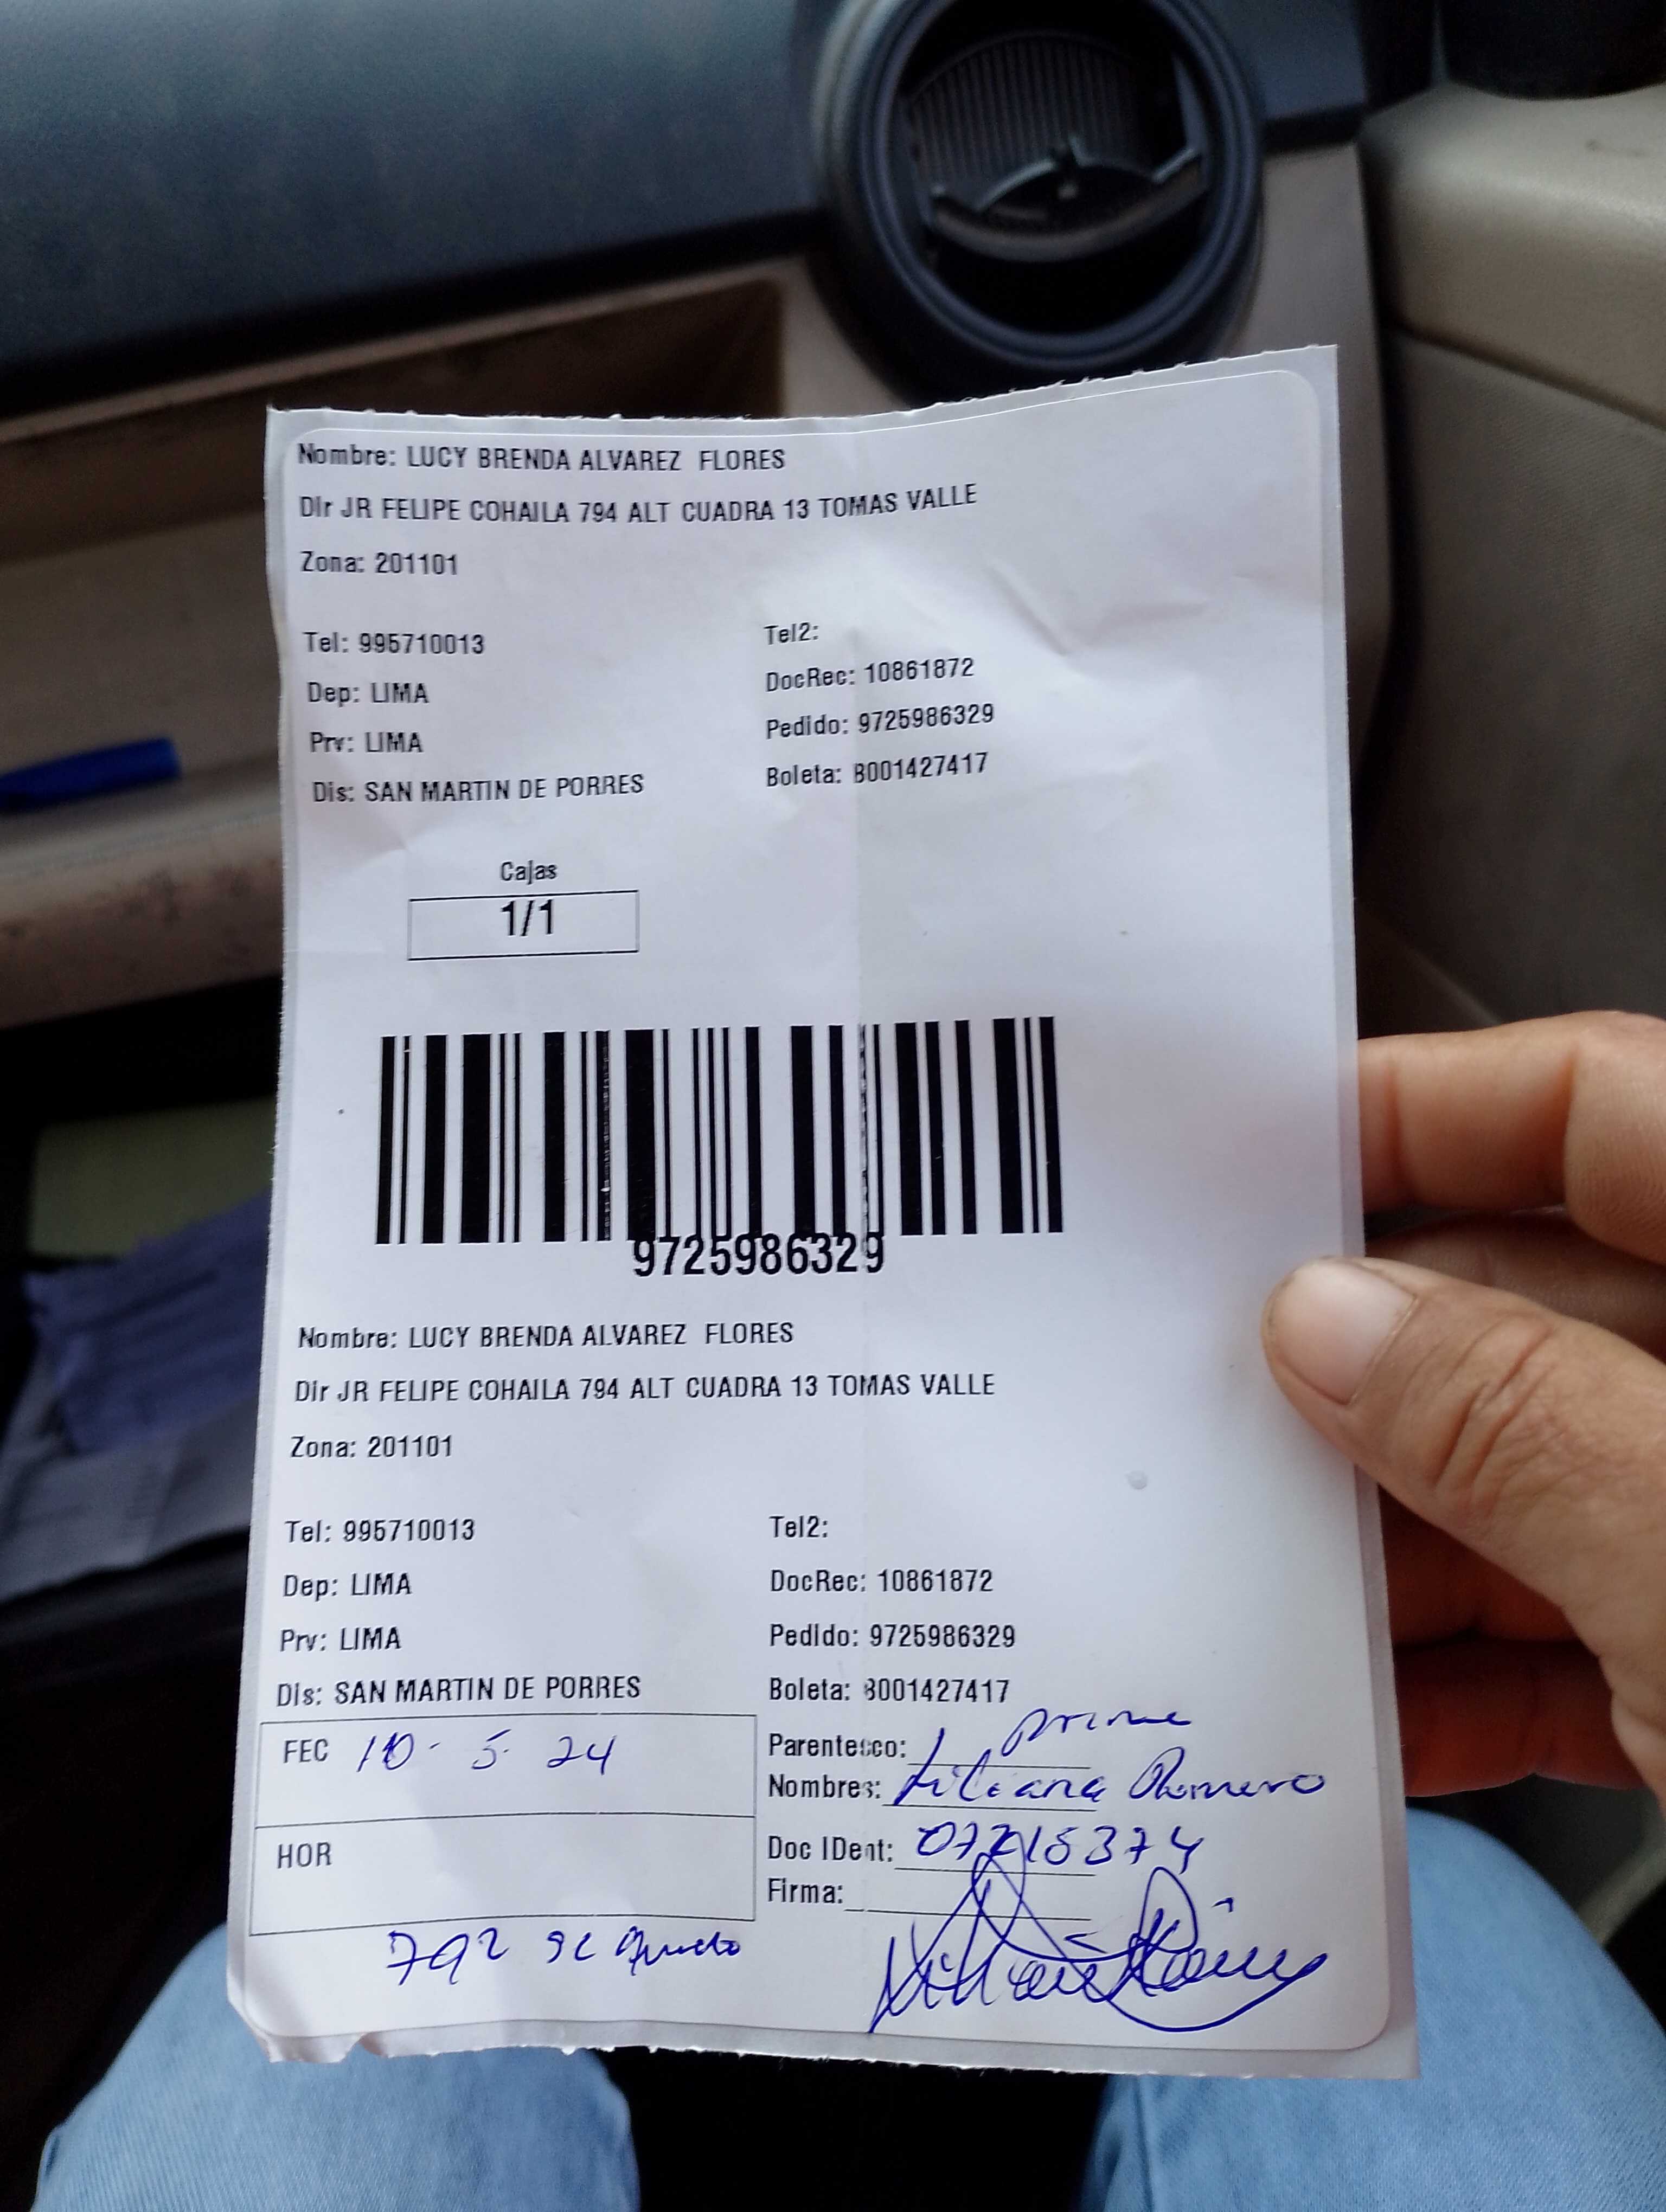 Nombre: LUCY BRENDA ALVAREZ FLORES
Dir JR FELIPE COHAILA 794 ALT CUADRA 13 TOMAS VALLE
Zona: 201101
Tel: 995710013
Tel2:
Dep: LIMA
DocRec: 10861872
Prv: LIMA
Pedido: 9725986329
Dis: SAN MARTIN DE PORRES
Boleta: B001427417
Cajas
1/1
9725986329
Nombre: LUCY BRENDA ALVAREZ FLORES
Dir JR FELIPE COHAILA 794 ALT CUADRA 13 TOMAS VALLE
Zona: 201101
Tel: 995710013
Tel2:
Dep: LIMA
DocRec: 10861872
Prv: LIMA
Pedido: 9725986329
Dis: SAN MARTIN DE PORRES
Boleta: B001427417
FEC 10- 5- 24
Parentesco:
Nombres: Liliana Romero
HOR
Doc IDent:
Firma:
792